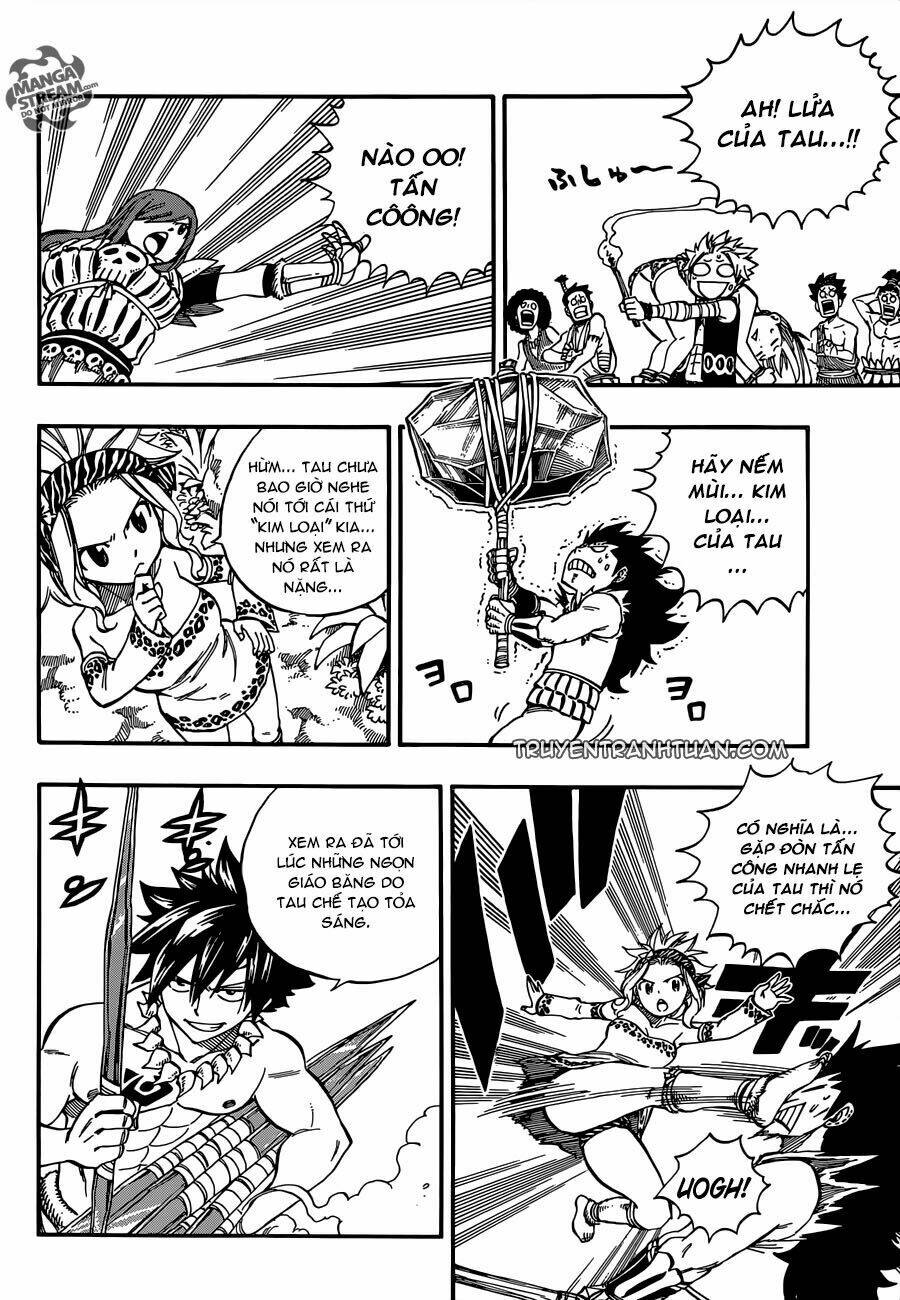 MANGA
STREAM.com
DO NOT MIRROR
AH! LỬA
CỦA TAU...!!
ふしゅ〜
NÀO OO!
TẤN
CÔÔNG!
HÃY NẾM
MÙI... KIM
LOẠI...
CỦA TAU
...
ヨロ
ヨロ
HỪM... TAU CHƯA
BAO GIỜ NGHE
NÓI TỚI CÁI THỨ
“KIM LOẠI” KIA...
NHƯNG XEM RA
NÓ RẤT LÀ
NẶNG...
TRUYENTRANHTUAN.COM
CÓ NGHĨA LÀ...
GẶP ĐÒN TẤN
CÔNG NHANH LẸ
CỦA TAU THÌ NÓ
CHẾT CHẮC...
UOGH!
XEM RA ĐÃ TỚI
LÚC NHỮNG NGỌN
GIÁO BĂNG DO
TAU CHẾ TẠO TỎA
SÁNG.